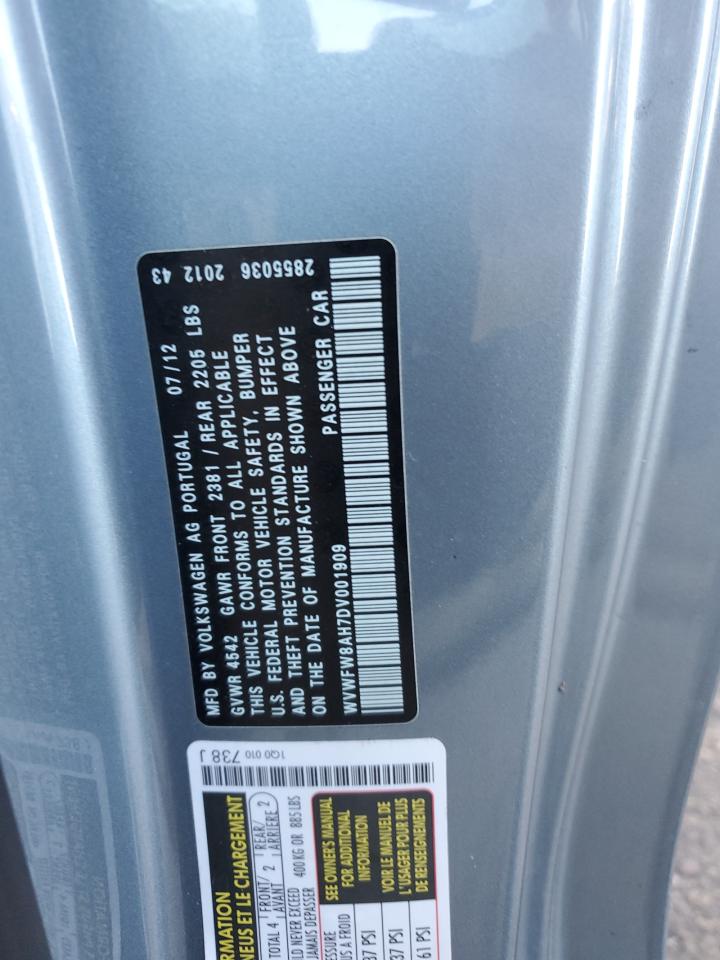 MFD BY VOLKSWAGEN AG PORTUGAL 07/12 2012 43
GVWR 4542 GAWR FRONT 2381 / REAR 2205 LBS
THIS VEHICLE CONFORMS TO ALL APPLICABLE
U.S. FEDERAL MOTOR VEHICLE SAFETY, BUMPER
AND THEFT PREVENTION STANDARDS IN EFFECT
ON THE DATE OF MANUFACTURE SHOWN ABOVE
2855036
WVWFW8AH7DV001909 PASSENGER CAR
1Q0 010 738 J
RMATION
NEUS ET LE CHARGEMENT
TOTAL 4 FRONT/AVANT 2 REAR/ARRIÈRE 2
LD NEVER EXCEED 400 KG OR 885 LBS
JAMAIS DEPASSER
SEE OWNER'S MANUAL
FOR ADDITIONAL
INFORMATION
VOIR LE MANUEL DE
L'USAGER POUR PLUS
DE RENSEIGNEMENTS
ESSURE
US A FROID
37 PSI
37 PSI
61 PSI